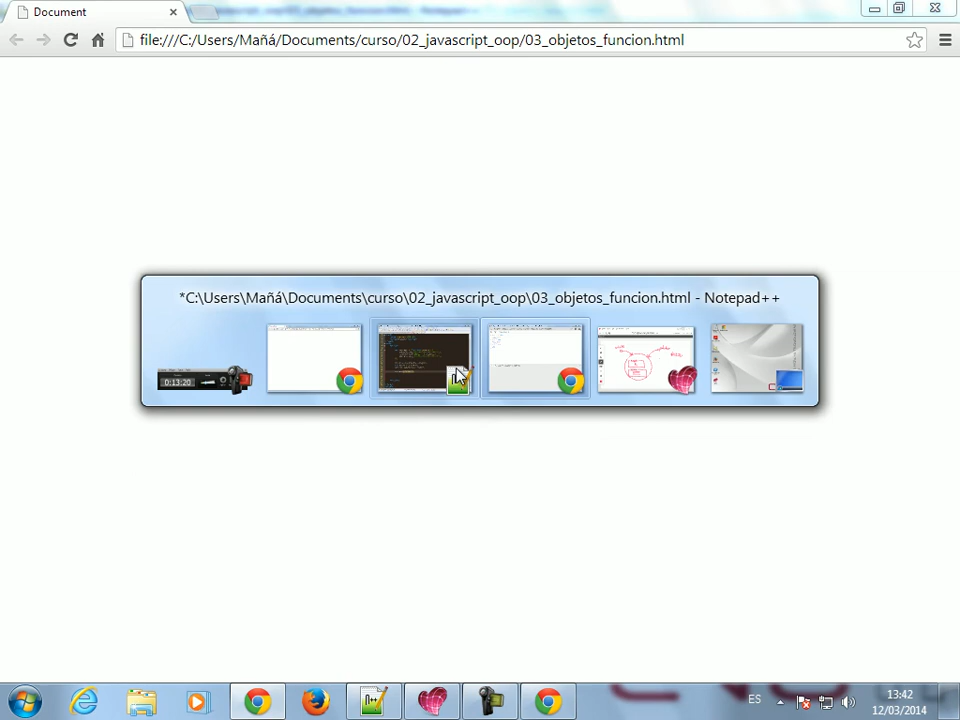 Document
file:///C:/Users/Mañá/Documents/curso/02_javascript_oop/03_objetos_funcion.html
*C:\Users\Mañá\Documents\curso\02_javascript_oop\03_objetos_funcion.html - Notepad++
0:13:20
ES
13:42
12/03/2014